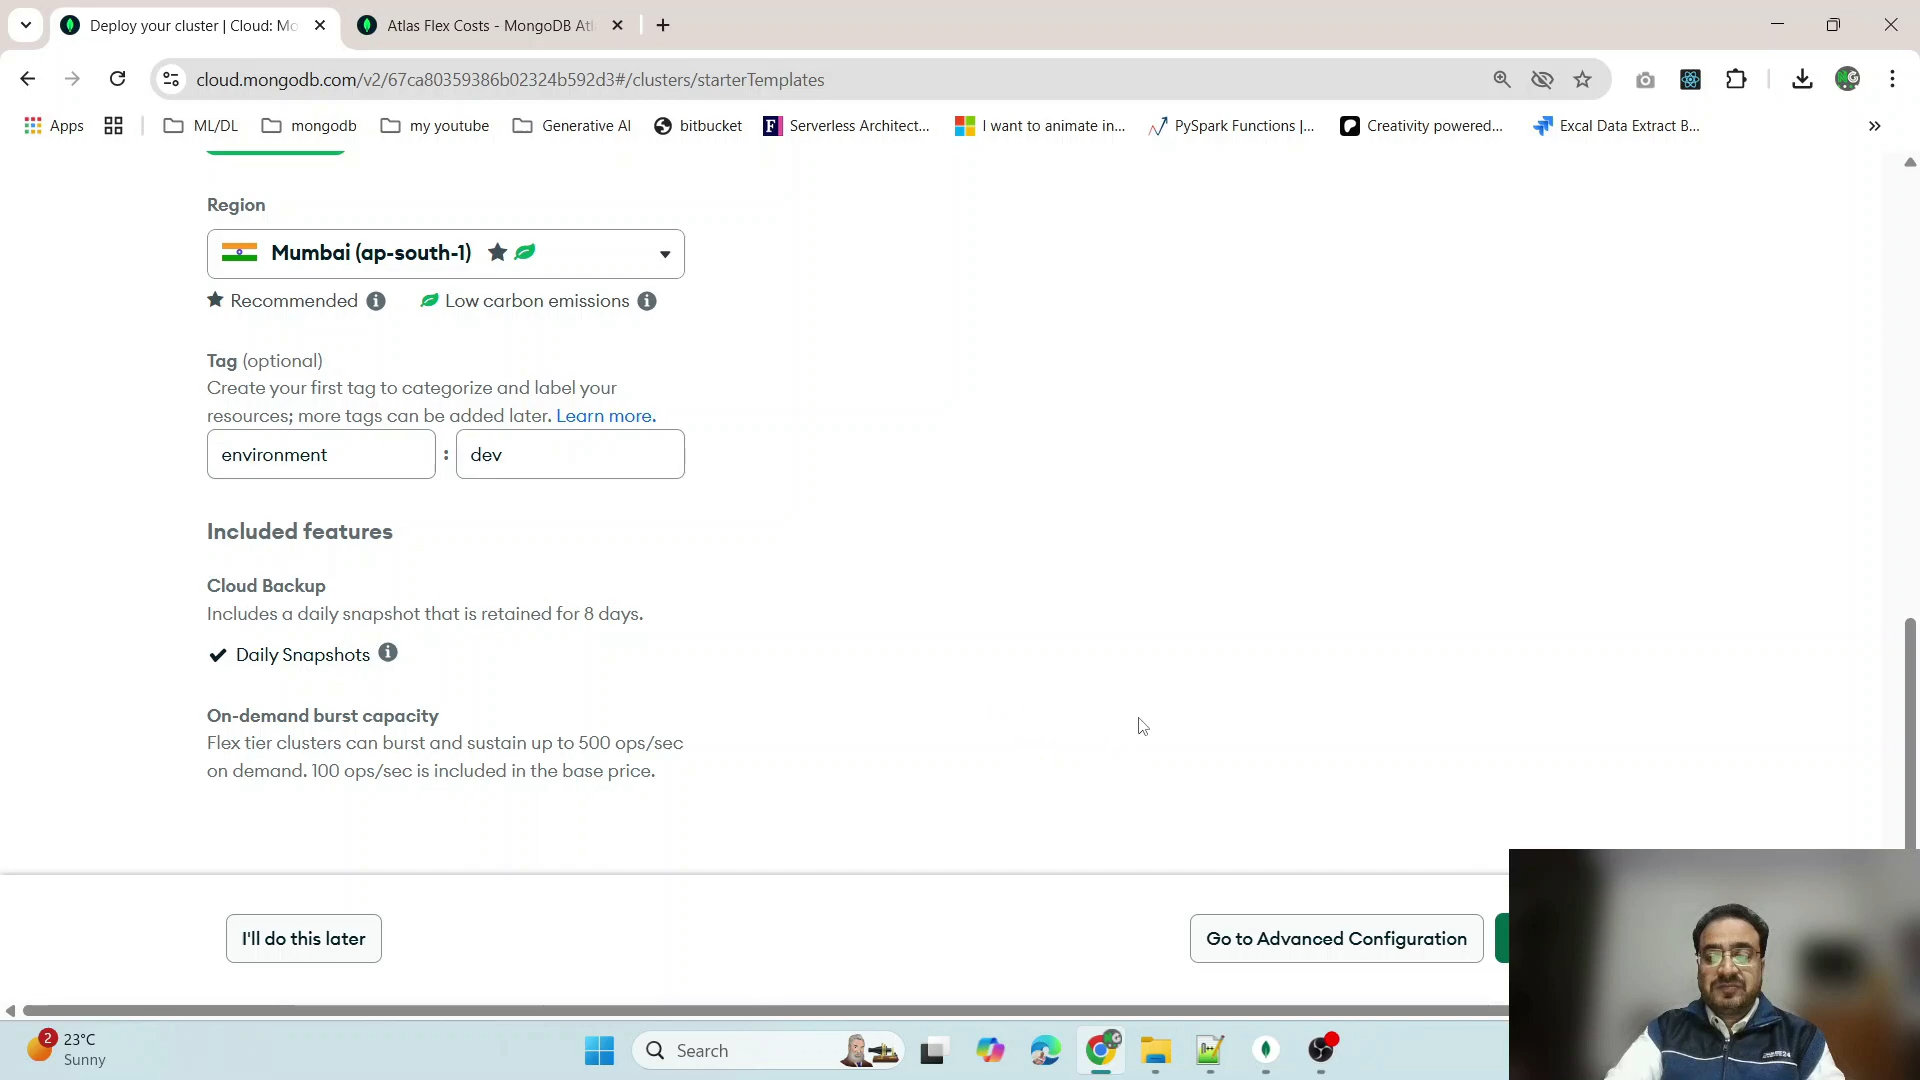 Deploy your cluster | Cloud: Mo
Atlas Flex Costs - MongoDB Atl
cloud.mongodb.com/v2/67ca80359386b02324b592d3#/clusters/starterTemplates
Apps
ML/DL
mongodb
my youtube
Generative AI
bitbucket
Serverless Architect...
I want to animate in...
PySpark Functions |...
Creativity powered...
Excal Data Extract B...
Region
Mumbai (ap-south-1)
Recommended
Low carbon emissions
Tag (optional)
Create your first tag to categorize and label your
resources; more tags can be added later. Learn more.
environment : dev
Included features
Cloud Backup
Includes a daily snapshot that is retained for 8 days.
Daily Snapshots
On-demand burst capacity
Flex tier clusters can burst and sustain up to 500 ops/sec
on demand. 100 ops/sec is included in the base price.
I'll do this later
Go to Advanced Configuration
2
23°C
Sunny
Search